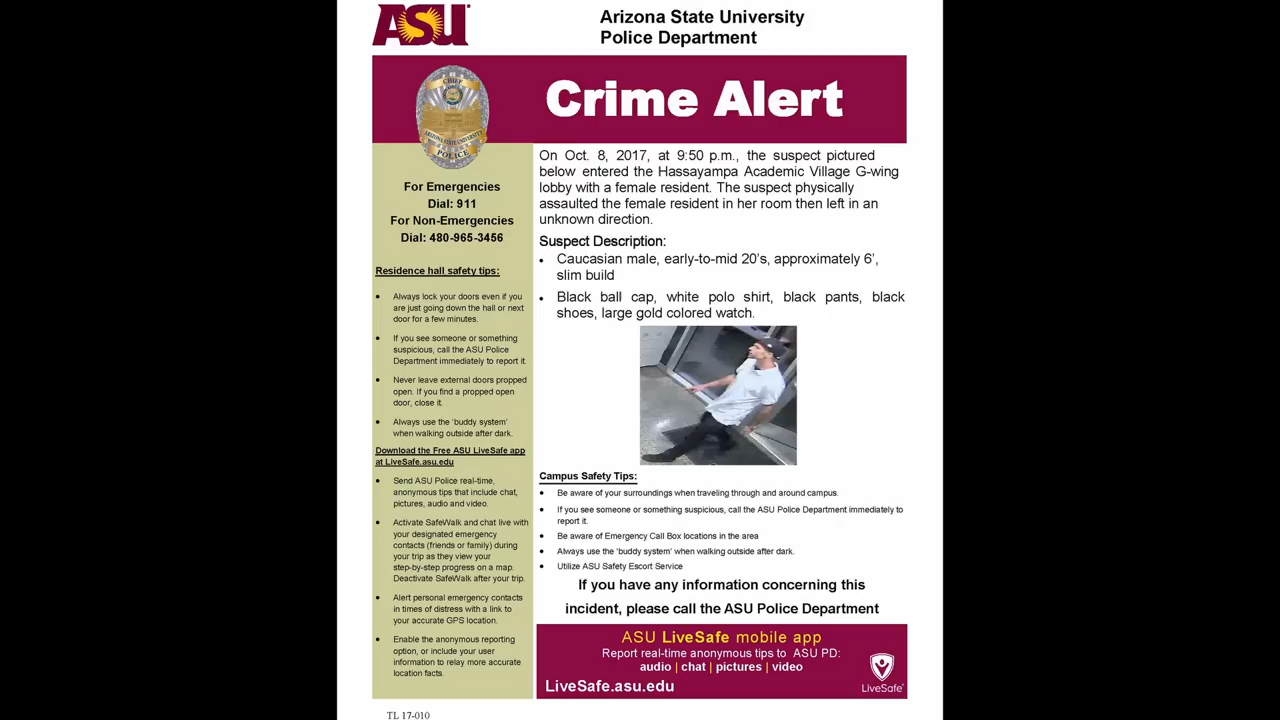 ASU
Arizona State University
Police Department
Crime Alert
CHIEF
ARIZONA STATE UNIVERSITY
POLICE
For Emergencies
Dial: 911
For Non-Emergencies
Dial: 480-965-3456
Residence hall safety tips:
• Always lock your doors even if you
are just going down the hall or next
door for a few minutes.
• If you see someone or something
suspicious, call the ASU Police
Department immediately to report it.
• Never leave external doors propped
open. If you find a propped open
door, close it.
• Always use the ‘buddy system’
when walking outside after dark.
Download the Free ASU LiveSafe app
at LiveSafe.asu.edu
• Send ASU Police real-time,
anonymous tips that include chat,
pictures, audio and video.
• Activate SafeWalk and chat live with
your designated emergency
contacts (friends or family) during
your trip as they view your
step-by-step progress on a map.
Deactivate SafeWalk after your trip.
• Alert personal emergency contacts
in times of distress with a link to
your accurate GPS location.
• Enable the anonymous reporting
option, or include your user
information to relay more accurate
location facts.
On Oct. 8, 2017, at 9:50 p.m., the suspect pictured
below entered the Hassayampa Academic Village G-wing
lobby with a female resident. The suspect physically
assaulted the female resident in her room then left in an
unknown direction.
Suspect Description:
• Caucasian male, early-to-mid 20’s, approximately 6’,
slim build
• Black ball cap, white polo shirt, black pants, black
shoes, large gold colored watch.
Campus Safety Tips:
• Be aware of your surroundings when traveling through and around campus.
• If you see someone or something suspicious, call the ASU Police Department immediately to
report it.
• Be aware of Emergency Call Box locations in the area
• Always use the ‘buddy system’ when walking outside after dark.
• Utilize ASU Safety Escort Service
If you have any information concerning this
incident, please call the ASU Police Department
ASU LiveSafe mobile app
Report real-time anonymous tips to ASU PD:
audio | chat | pictures | video
LiveSafe.asu.edu
LiveSafe
TL 17-010